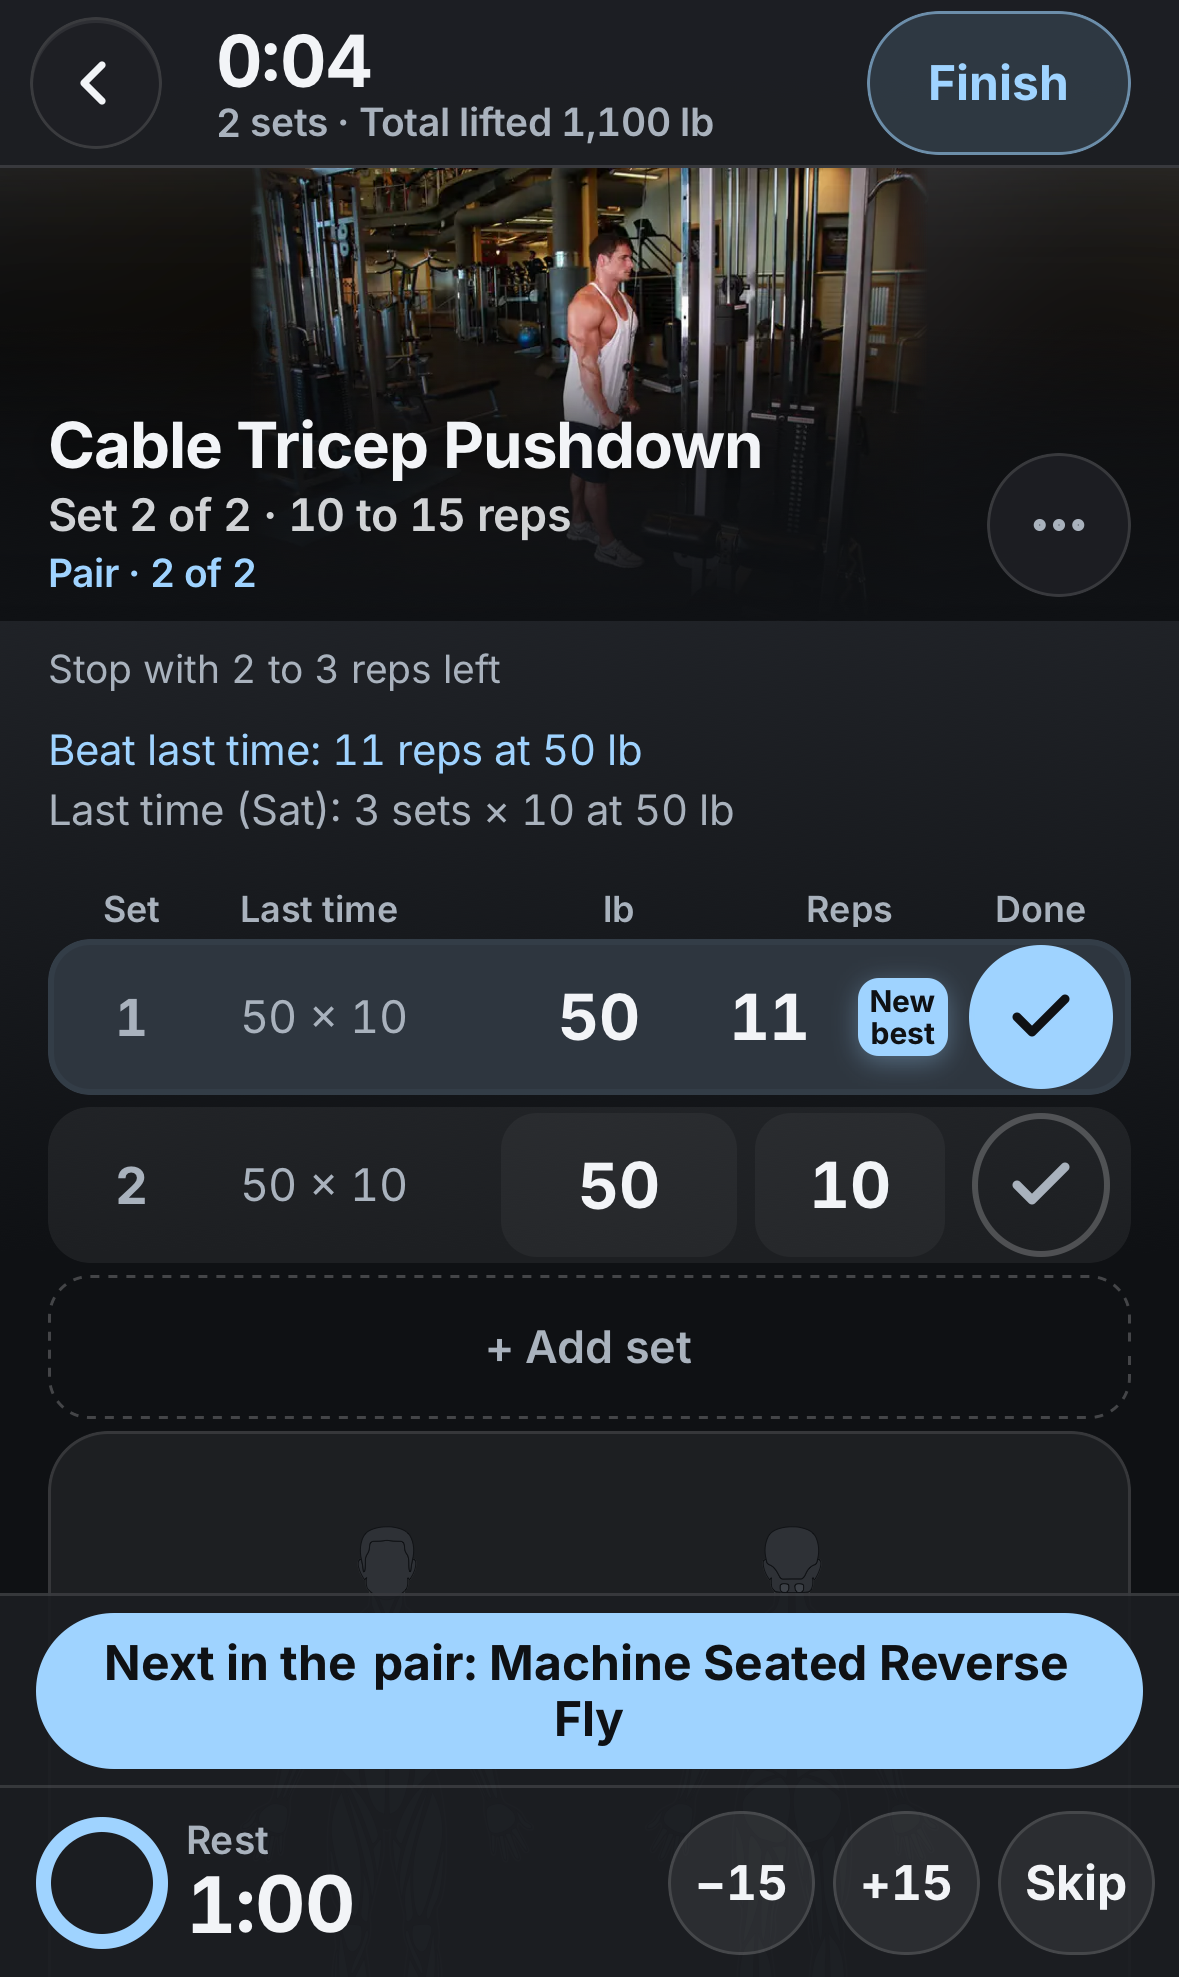 0:04
2 sets · Total lifted 1,100 lb
Finish
Cable Tricep Pushdown
Set 2 of 2 · 10 to 15 reps
Pair · 2 of 2
Stop with 2 to 3 reps left
Beat last time: 11 reps at 50 lb
Last time (Sat): 3 sets × 10 at 50 lb
Set Last time lb Reps Done
1 50 × 10 50 11 New best
2 50 × 10 50 10
+ Add set
Next in the pair: Machine Seated Reverse
Fly
Rest
1:00
−15 +15 Skip